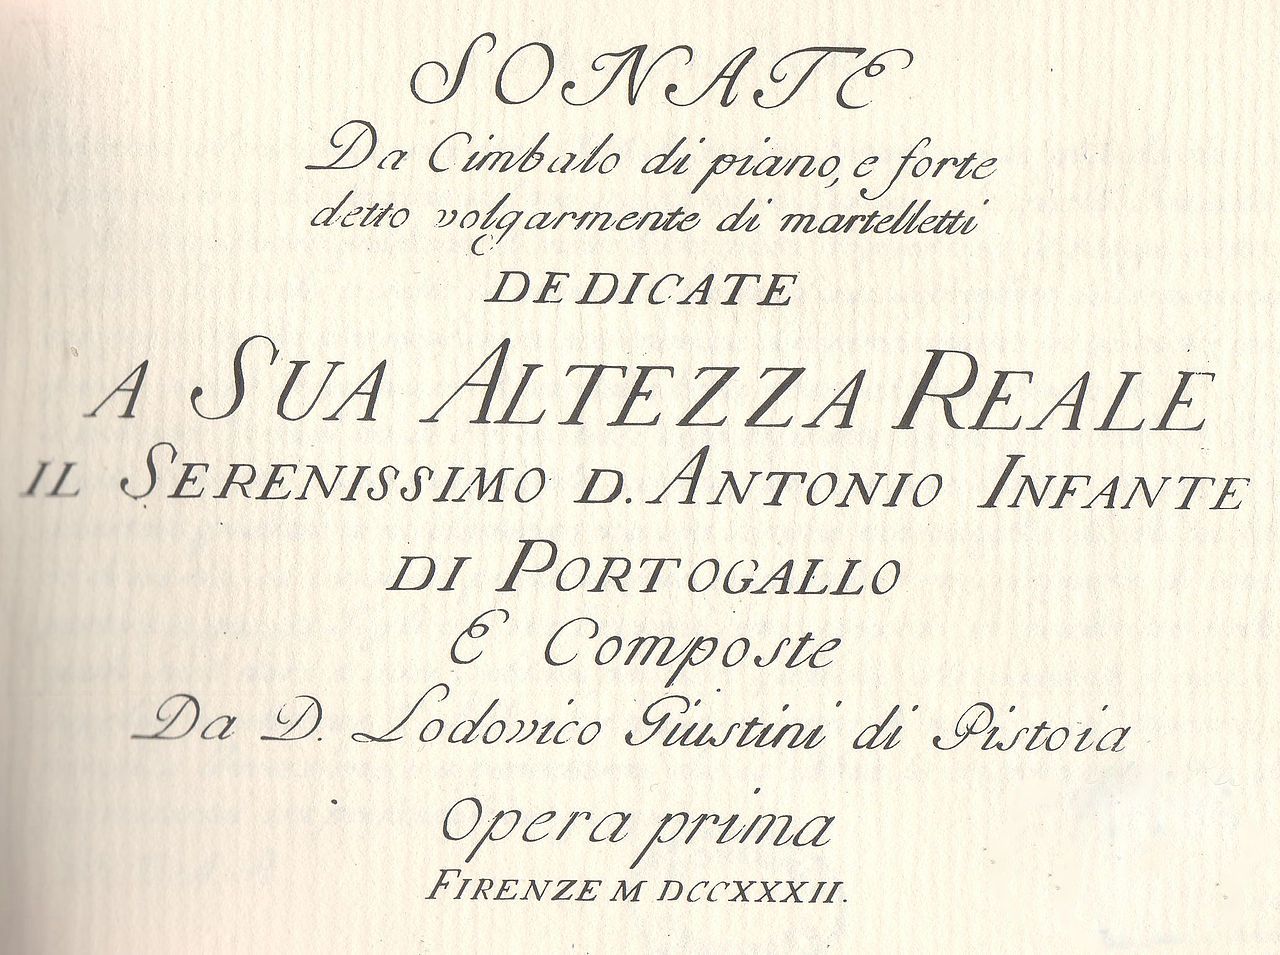 SONATE
Da Cimbalo di piano, e forte
detto volgarmente di martelletti
DEDICATE
A SUA ALTEZZA REALE
IL SERENISSIMO D. ANTONIO INFANTE
DI PORTOGALLO
E Composte
Da D. Lodovico Giustini di Pistoia
Opera prima
FIRENZE M DCCXXXII.